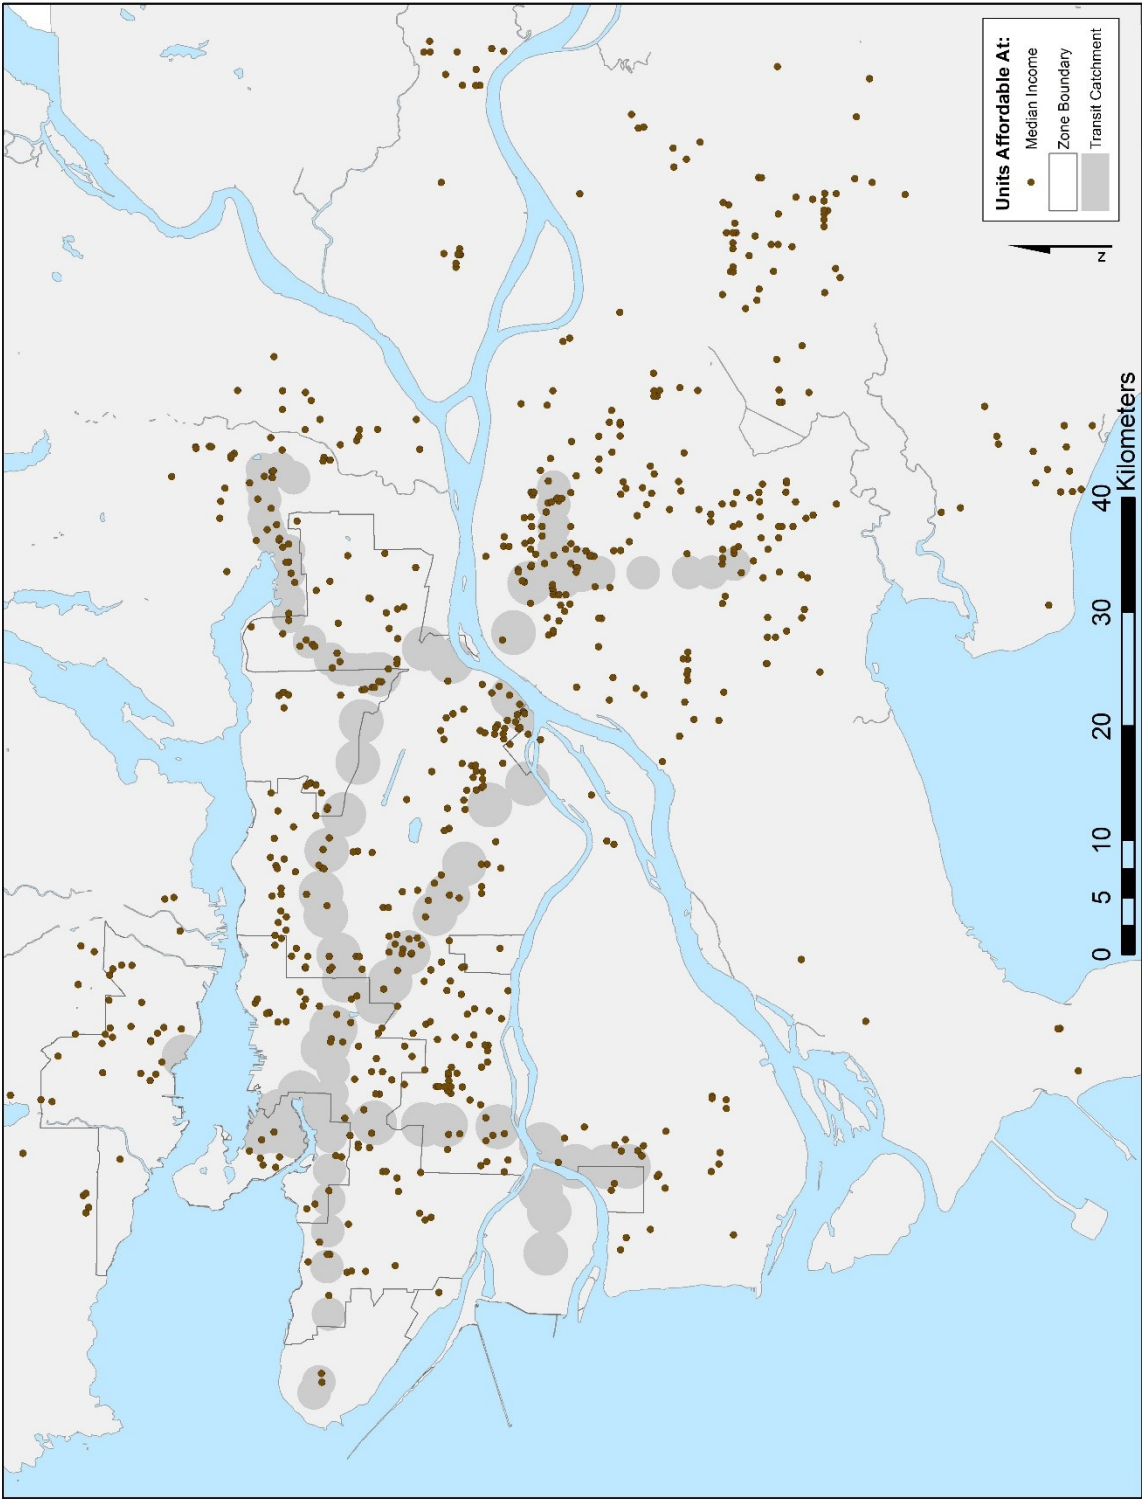 Units Affordable At:
Median Income
Zone Boundary
Transit Catchment
N
0 5 10 20 30 40
Kilometers